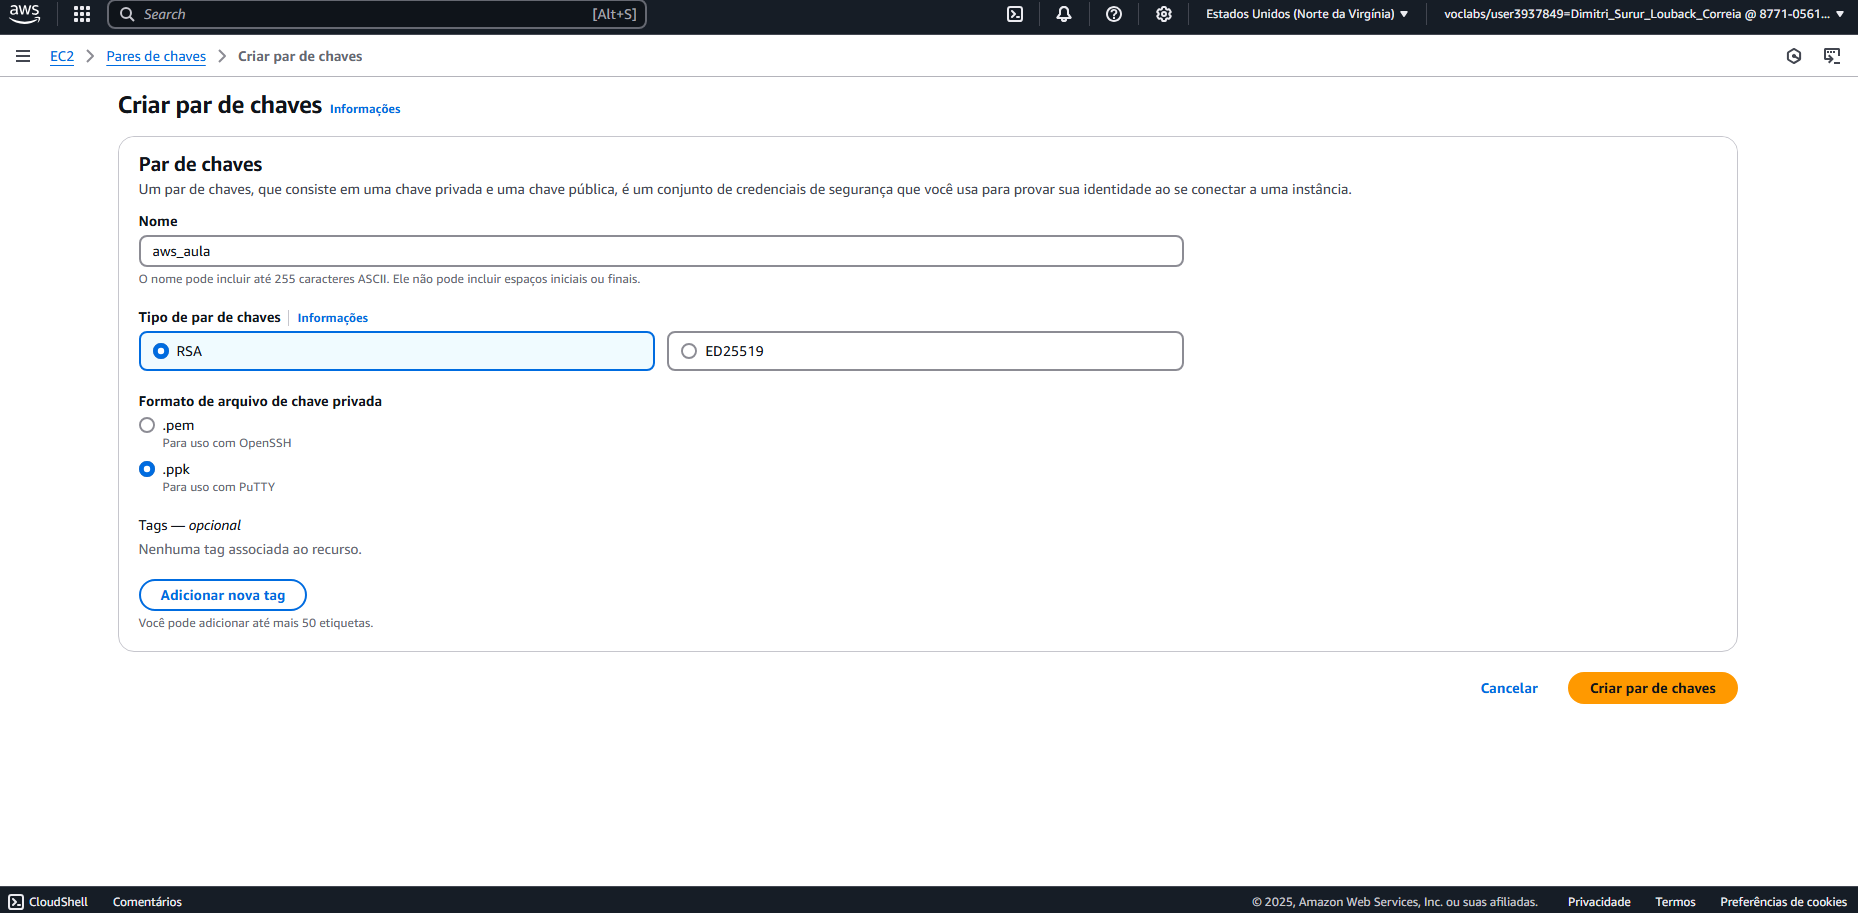 aws
Search [Alt+S]
Estados Unidos (Norte da Virgínia)
voclabs/user3937849=Dimitri_Surur_Louback_Correia @ 8771-0561...
EC2 > Pares de chaves > Criar par de chaves
Criar par de chaves Informações
Par de chaves
Um par de chaves, que consiste em uma chave privada e uma chave pública, é um conjunto de credenciais de segurança que você usa para provar sua identidade ao se conectar a uma instância.
Nome
aws_aula
O nome pode incluir até 255 caracteres ASCII. Ele não pode incluir espaços iniciais ou finais.
Tipo de par de chaves Informações
RSA
ED25519
Formato de arquivo de chave privada
.pem
Para uso com OpenSSH
.ppk
Para uso com PuTTY
Tags — opcional
Nenhuma tag associada ao recurso.
Adicionar nova tag
Você pode adicionar até mais 50 etiquetas.
Cancelar
Criar par de chaves
CloudShell
Comentários
© 2025, Amazon Web Services, Inc. ou suas afiliadas.
Privacidade
Termos
Preferências de cookies